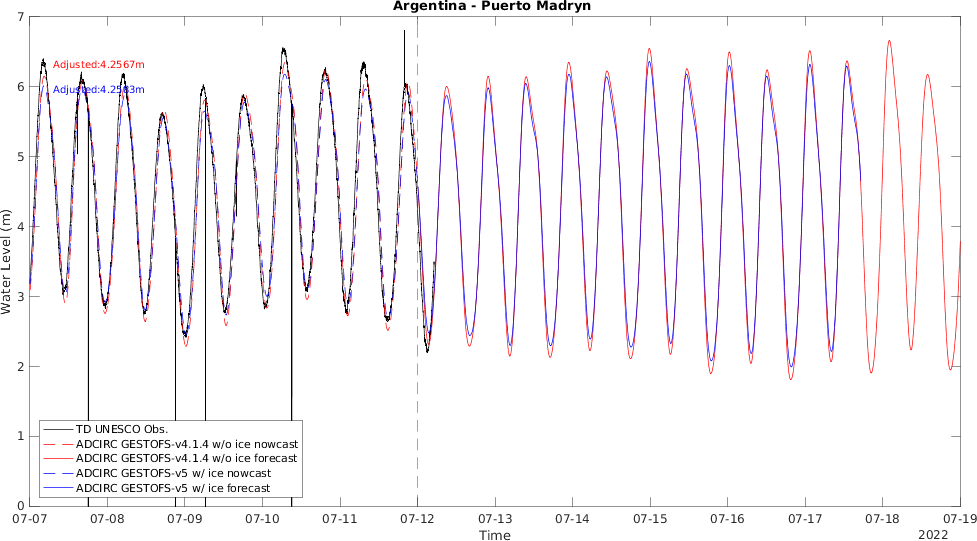 Argentina - Puerto Madryn
7
6
5
4
3
2
1
0
Water Level (m)
Adjusted:4.2567m
TD UNESCO Obs.
ADCIRC GESTOFS-v4.1.4 w/o ice nowcast
ADCIRC GESTOFS-v4.1.4 w/o ice forecast
ADCIRC GESTOFS-v5 w/ ice nowcast
ADCIRC GESTOFS-v5 w/ ice forecast
07-07 07-08 07-09 07-10 07-11 07-12 07-13 07-14 07-15 07-16 07-17 07-18 07-19
Time
2022